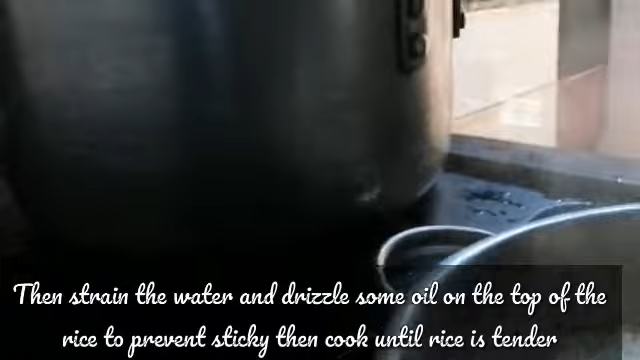 Then strain the water and drizzle some oil on the top of the
rice to prevent sticky then cook until rice is tender